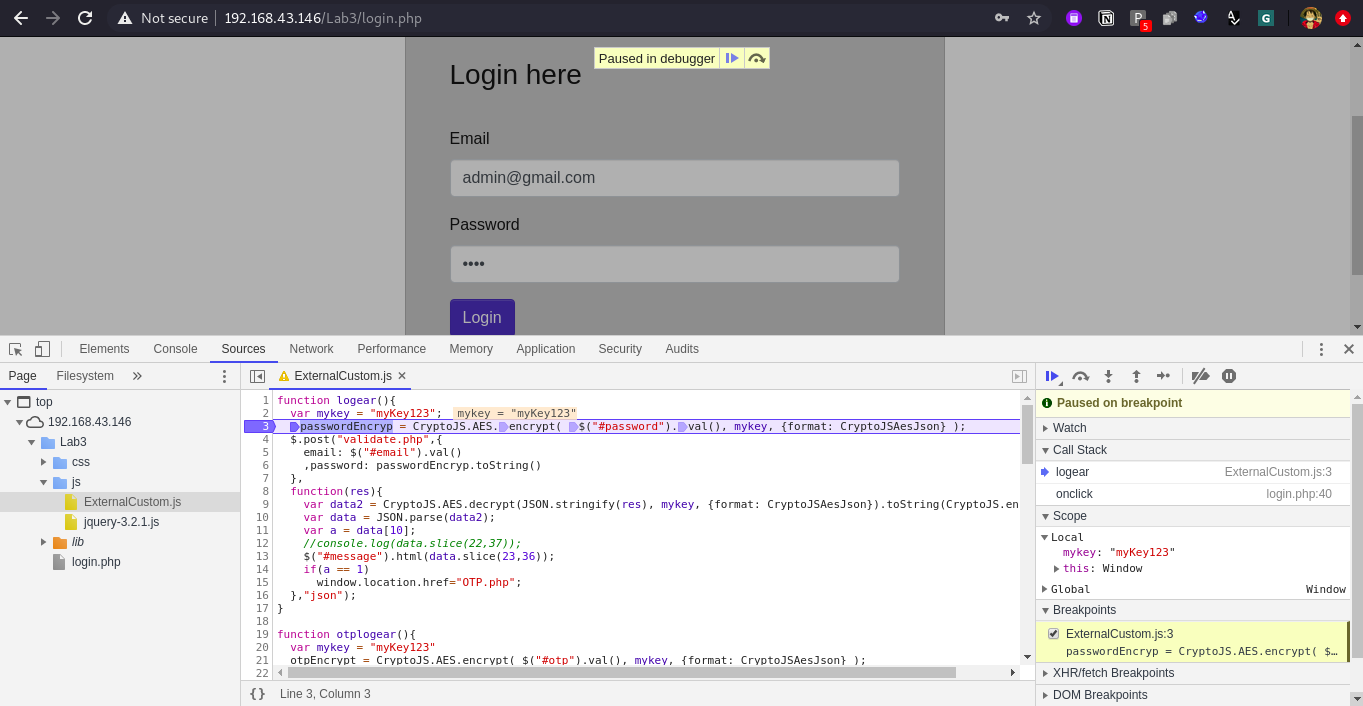 Not secure 192.168.43.146/Lab3/login.php
5
G
Paused in debugger
Login here
Email
admin@gmail.com
Password
••••
Login
Elements Console Sources Network Performance Memory Application Security Audits
Page Filesystem »
ExternalCustom.js ×
top
192.168.43.146
Lab3
css
js
ExternalCustom.js
jquery-3.2.1.js
lib
login.php
1 function logear(){
2 var mykey = "myKey123"; mykey = "myKey123"
3 passwordEncryp = CryptoJS.AES.encrypt( $("#password").val(), mykey, {format: CryptoJSAesJson} );
4 $.post("validate.php",{
5 email: $("#email").val()
6 ,password: passwordEncryp.toString()
7 },
8 function(res){
9 var data2 = CryptoJS.AES.decrypt(JSON.stringify(res), mykey, {format: CryptoJSAesJson}).toString(CryptoJS.en
10 var data = JSON.parse(data2);
11 var a = data[10];
12 //console.log(data.slice(22,37));
13 $("#message").html(data.slice(23,36));
14 if(a == 1)
15 window.location.href="OTP.php";
16 },"json");
17 }
18
19 function otplogear(){
20 var mykey = "myKey123"
21 otpEncrypt = CryptoJS.AES.encrypt( $("#otp").val(), mykey, {format: CryptoJSAesJson} );
22
{} Line 3, Column 3
Paused on breakpoint
Watch
Call Stack
logear ExternalCustom.js:3
onclick login.php:40
Scope
Local
mykey: "myKey123"
this: Window
Global Window
Breakpoints
ExternalCustom.js:3
passwordEncryp = CryptoJS.AES.encrypt( $…
XHR/fetch Breakpoints
DOM Breakpoints